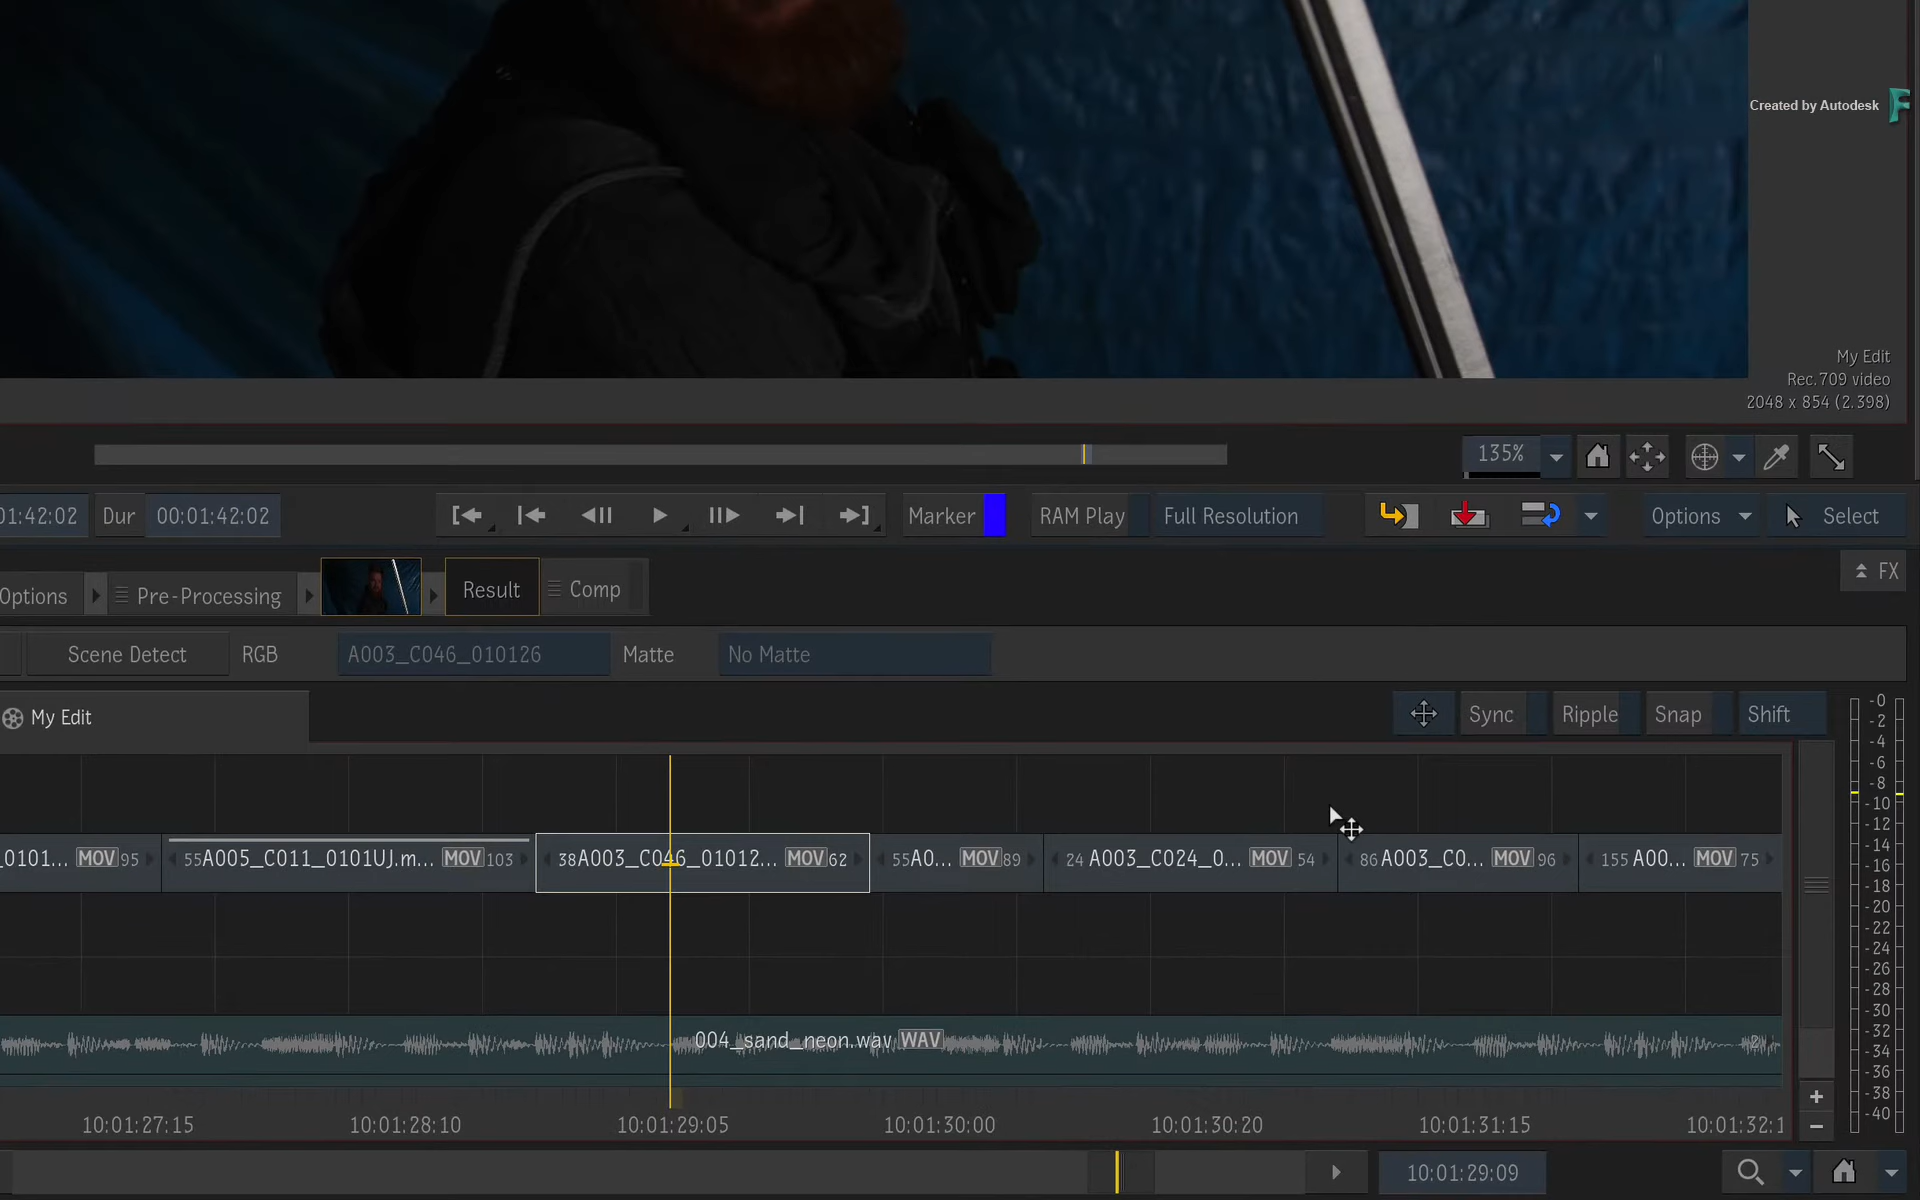 Created by Autodesk
My Edit
Rec.709 video
2048 x 854 (2.398)
135%
01:42:02 Dur 00:01:42:02 Marker RAM Play Full Resolution Options Select
Options Pre-Processing Result Comp FX
Scene Detect RGB A003_C046_010126 Matte No Matte
My Edit Sync Ripple Snap Shift
_0101... MOV 95 55 A005_C011_0101UJ.m... MOV 103 38 A003_C046_01012... MOV 62 55 A0... MOV 89 24 A003_C024_0... MOV 54 86 A003_C0... MOV 96 155 A00... MOV 75
004_sand_neon.wav WAV 2
10:01:27:15 10:01:28:10 10:01:29:05 10:01:30:00 10:01:30:20 10:01:31:15 10:01:32:1
10:01:29:09
-0
-2
-4
-6
-8
-10
-12
-14
-16
-18
-20
-22
-24
-26
-28
-30
-32
-34
-36
-38
-40